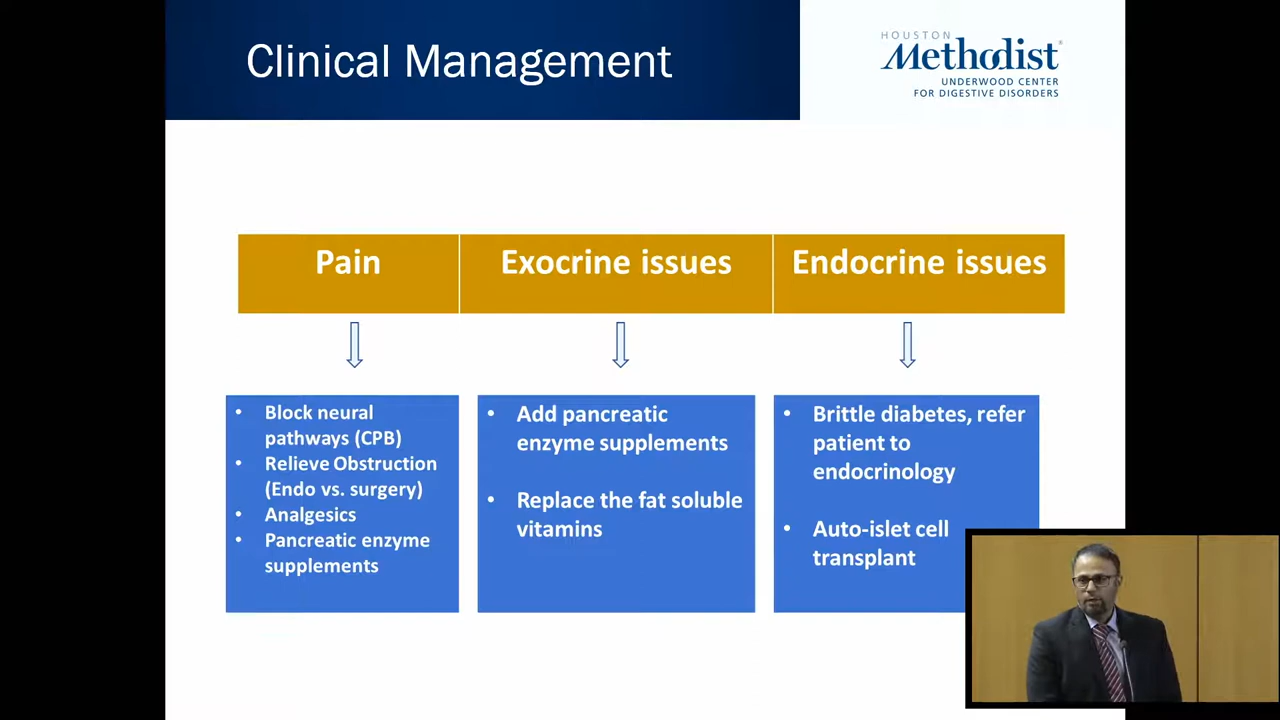 Clinical Management
HOUSTON
Methodist®
UNDERWOOD CENTER
FOR DIGESTIVE DISORDERS
Pain
Exocrine issues
Endocrine issues
• Block neural
pathways (CPB)
• Relieve Obstruction
(Endo vs. surgery)
• Analgesics
• Pancreatic enzyme
supplements
• Add pancreatic
enzyme supplements
• Replace the fat soluble
vitamins
• Brittle diabetes, refer
patient to
endocrinology
• Auto-islet cell
transplant